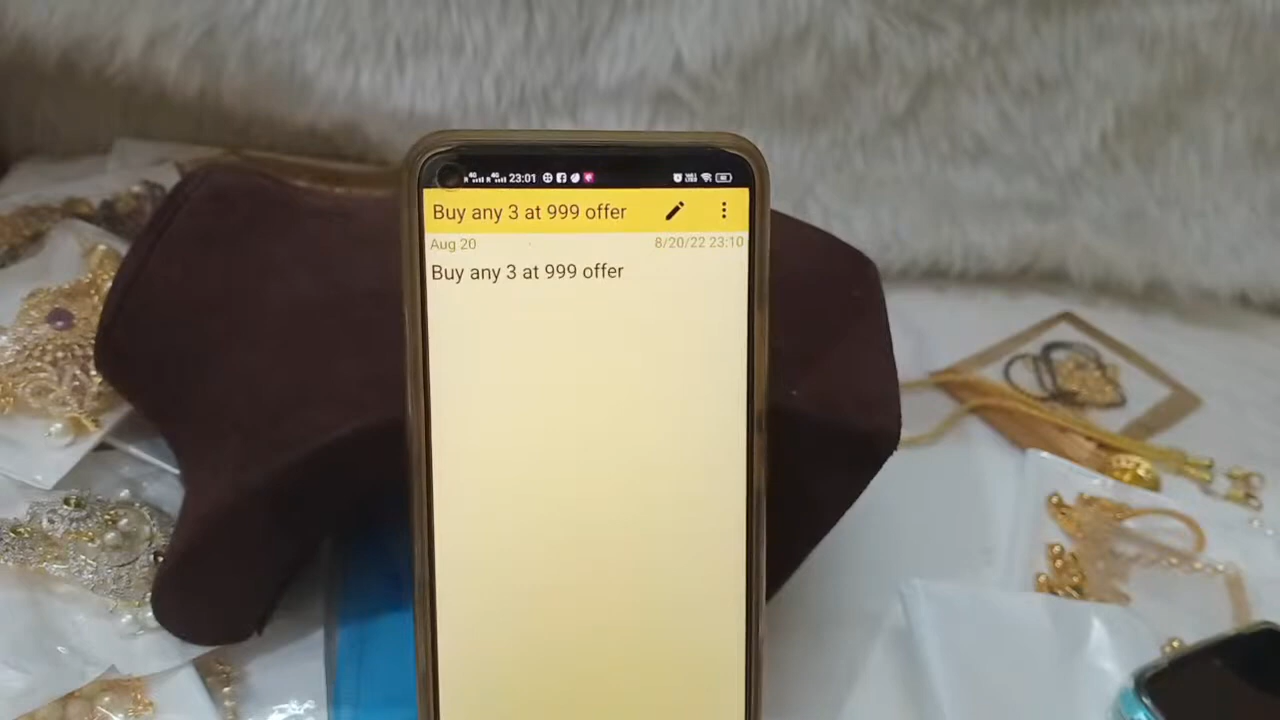 23:01
Buy any 3 at 999 offer
Aug 20 8/20/22 23:10
Buy any 3 at 999 offer